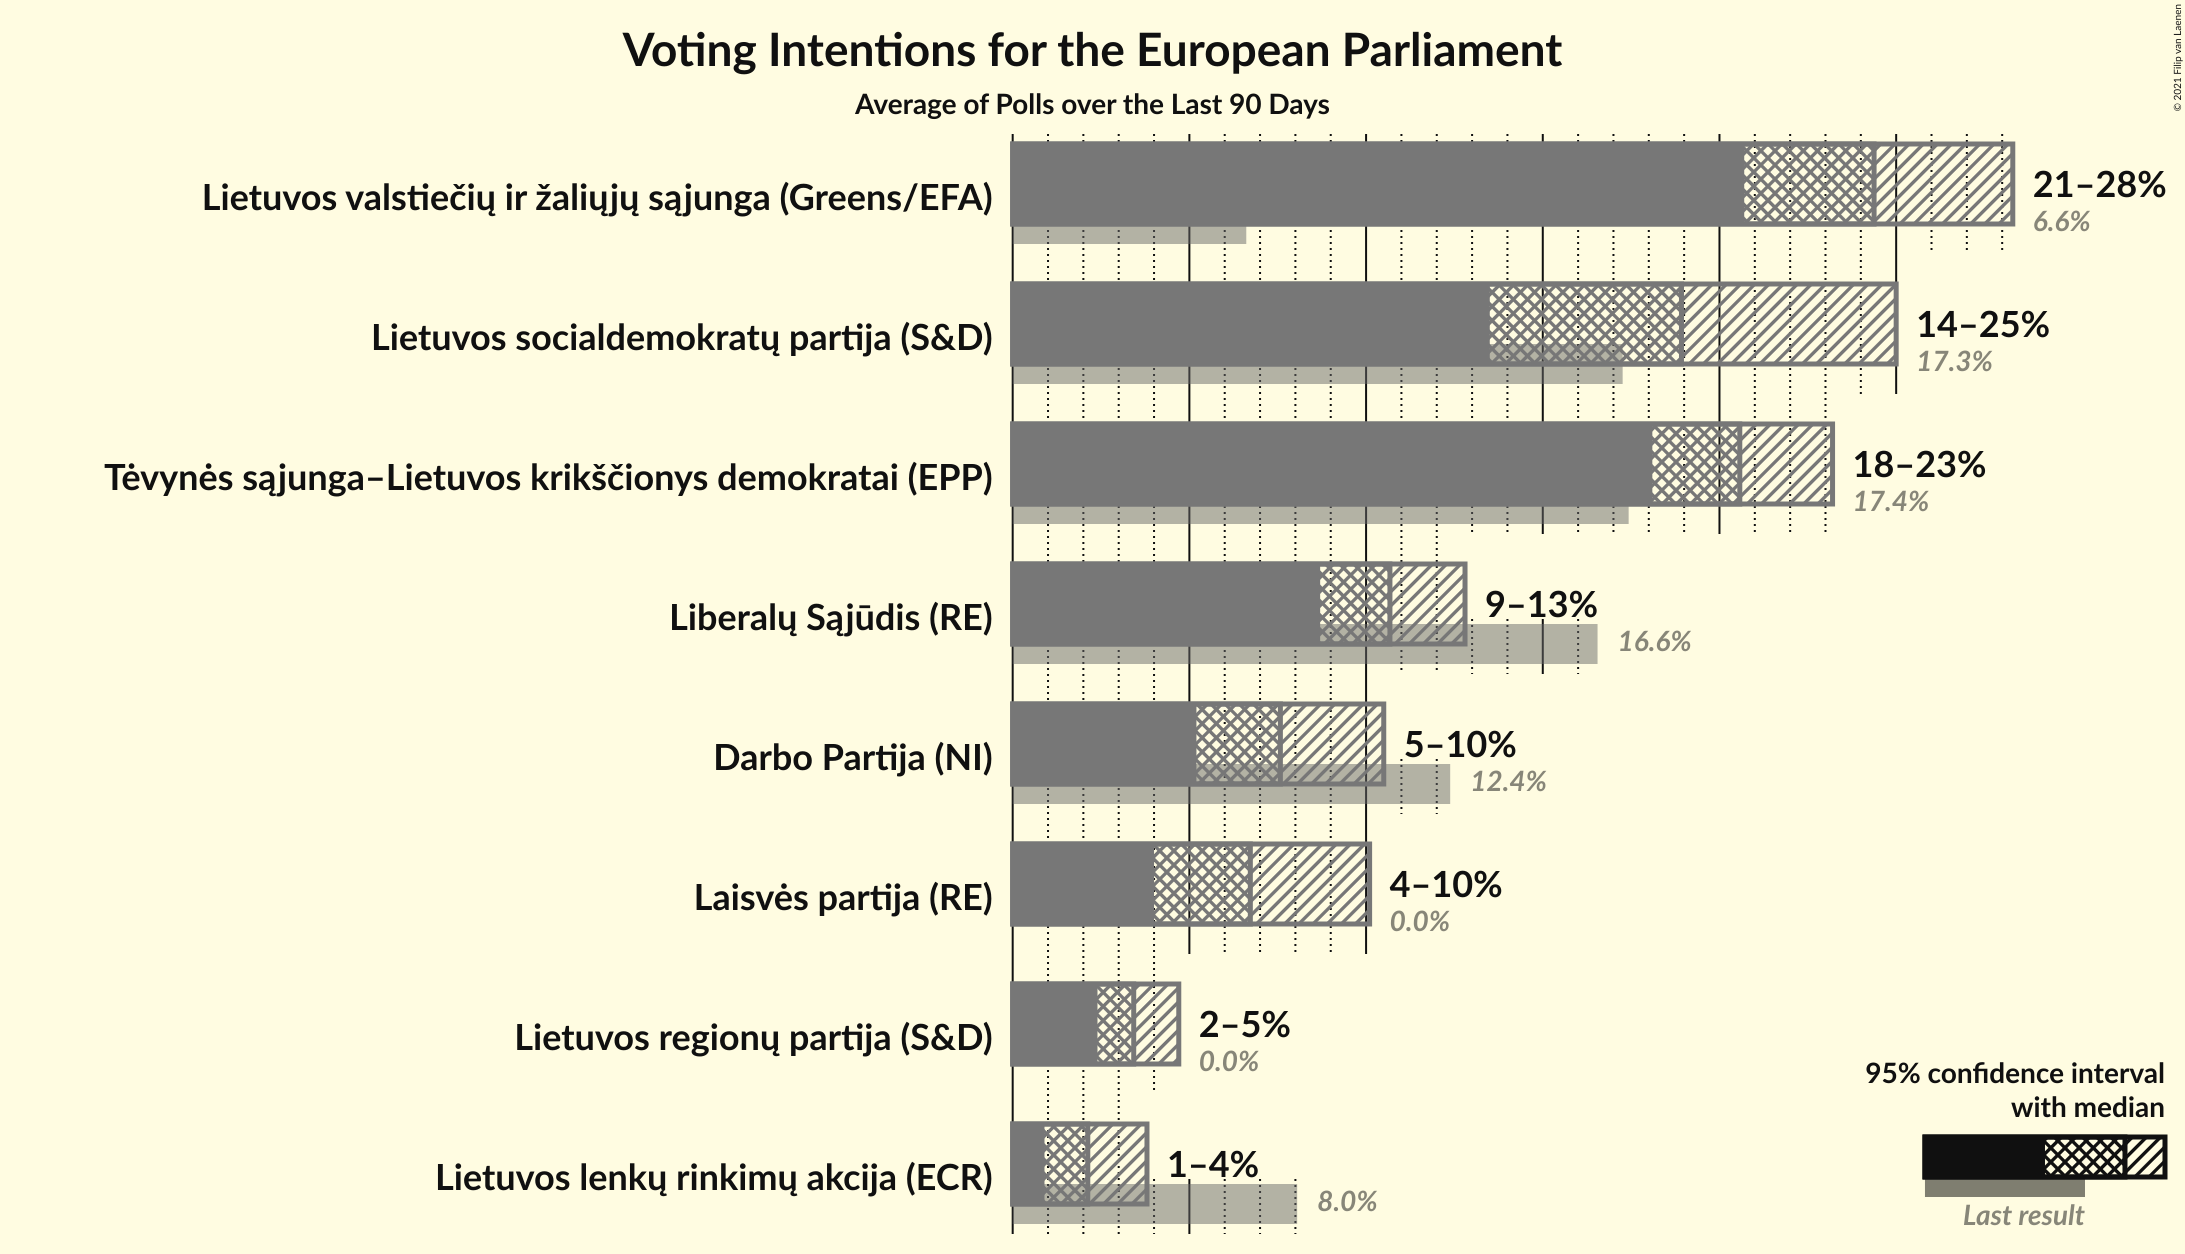 Voting Intentions for the European Parliament
Average of Polls over the Last 90 Days
© 2021 Filip van Laenen
Lietuvos valstiečių ir žaliųjų sąjunga (Greens/EFA)
21–28%
6.6%
Lietuvos socialdemokratų partija (S&D)
14–25%
17.3%
Tėvynės sąjunga–Lietuvos krikščionys demokratai (EPP)
18–23%
17.4%
Liberalų Sąjūdis (RE)
9–13%
16.6%
Darbo Partija (NI)
5–10%
12.4%
Laisvės partija (RE)
4–10%
0.0%
Lietuvos regionų partija (S&D)
2–5%
0.0%
Lietuvos lenkų rinkimų akcija (ECR)
1–4%
8.0%
95% confidence interval
with median
Last result